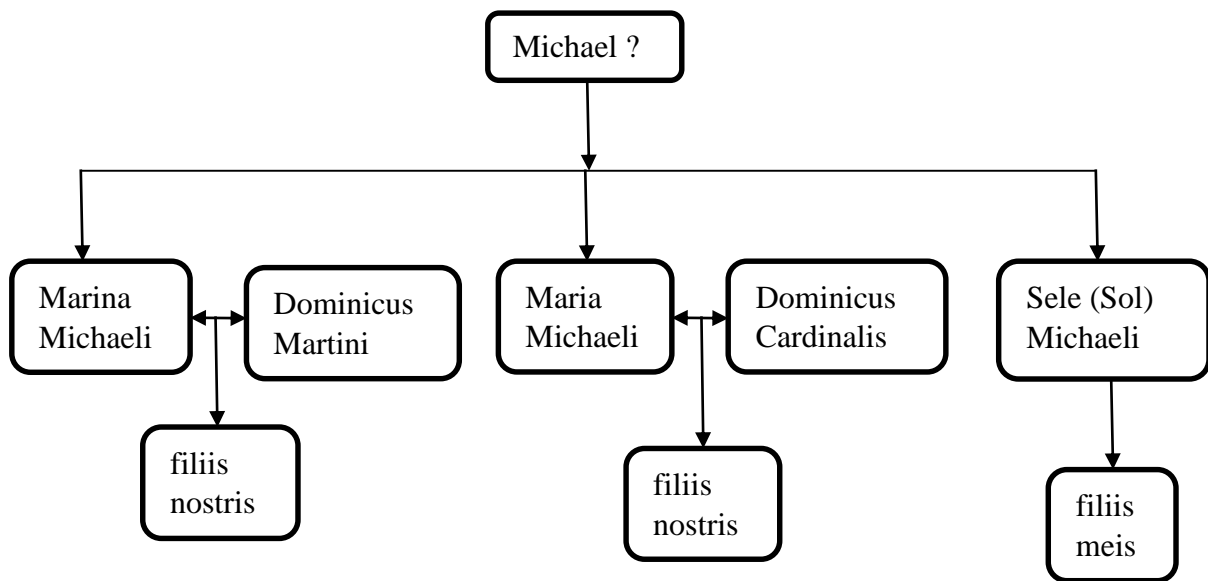 Michael ?
Marina
Michaeli
Dominicus
Martini
Maria
Michaeli
Dominicus
Cardinalis
Sele (Sol)
Michaeli
filiis
nostris
filiis
nostris
filiis
meis